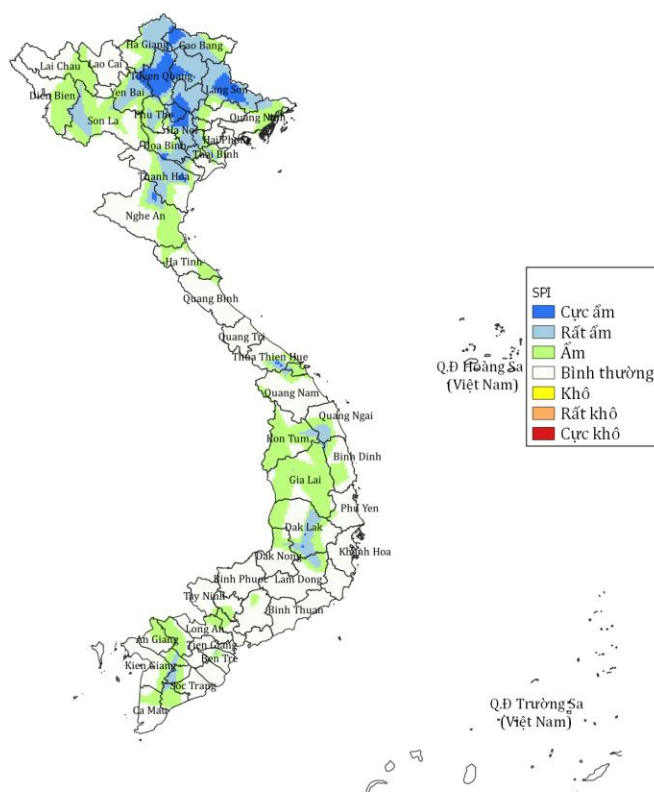 Ha Giang
Cao Bang
Lai Chau
Lao Cai
Tuyen Quang
Lang Son
Dien Bien
Yen Bai
Son La
Phu Tho
Quang Ninh
Ha Noi
Hoa Binh
Hai Phong
Thai Binh
Thanh Hoa
Nghe An
Ha Tinh
Quang Binh
Quang Tri
Thua Thien Hue
Quang Nam
Quang Ngai
Kon Tum
Binh Dinh
Gia Lai
Phu Yen
Dak Lak
Khanh Hoa
Dak Nong
Binh Phuoc
Lam Dong
Tay Ninh
Binh Thuan
Long An
An Giang
Tien Giang
Ben Tre
Kien Giang
Soc Trang
Ca Mau
SPI
Cực ẩm
Rất ẩm
Ẩm
Bình thường
Khô
Rất khô
Cực khô
Q.Đ Hoàng Sa
(Việt Nam)
Q.Đ Trường Sa
(Việt Nam)